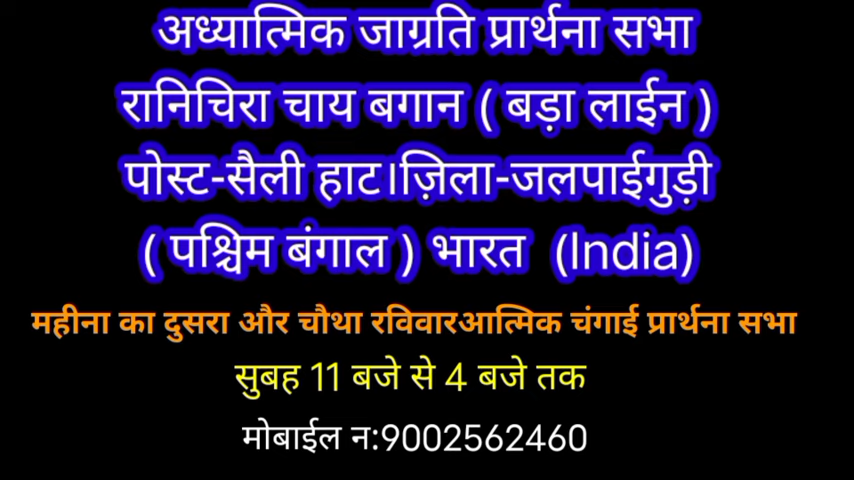 अध्यात्मिक जाग्रति प्रार्थना सभा
रानिचिरा चाय बगान ( बड़ा लाईन )
पोस्ट-सैली हाट।ज़िला-जलपाईगुड़ी
( पश्चिम बंगाल ) भारत (India)
महीना का दुसरा और चौथा रविवारआत्मिक चंगाई प्रार्थना सभा
सुबह 11 बजे से 4 बजे तक
मोबाईल न:9002562460